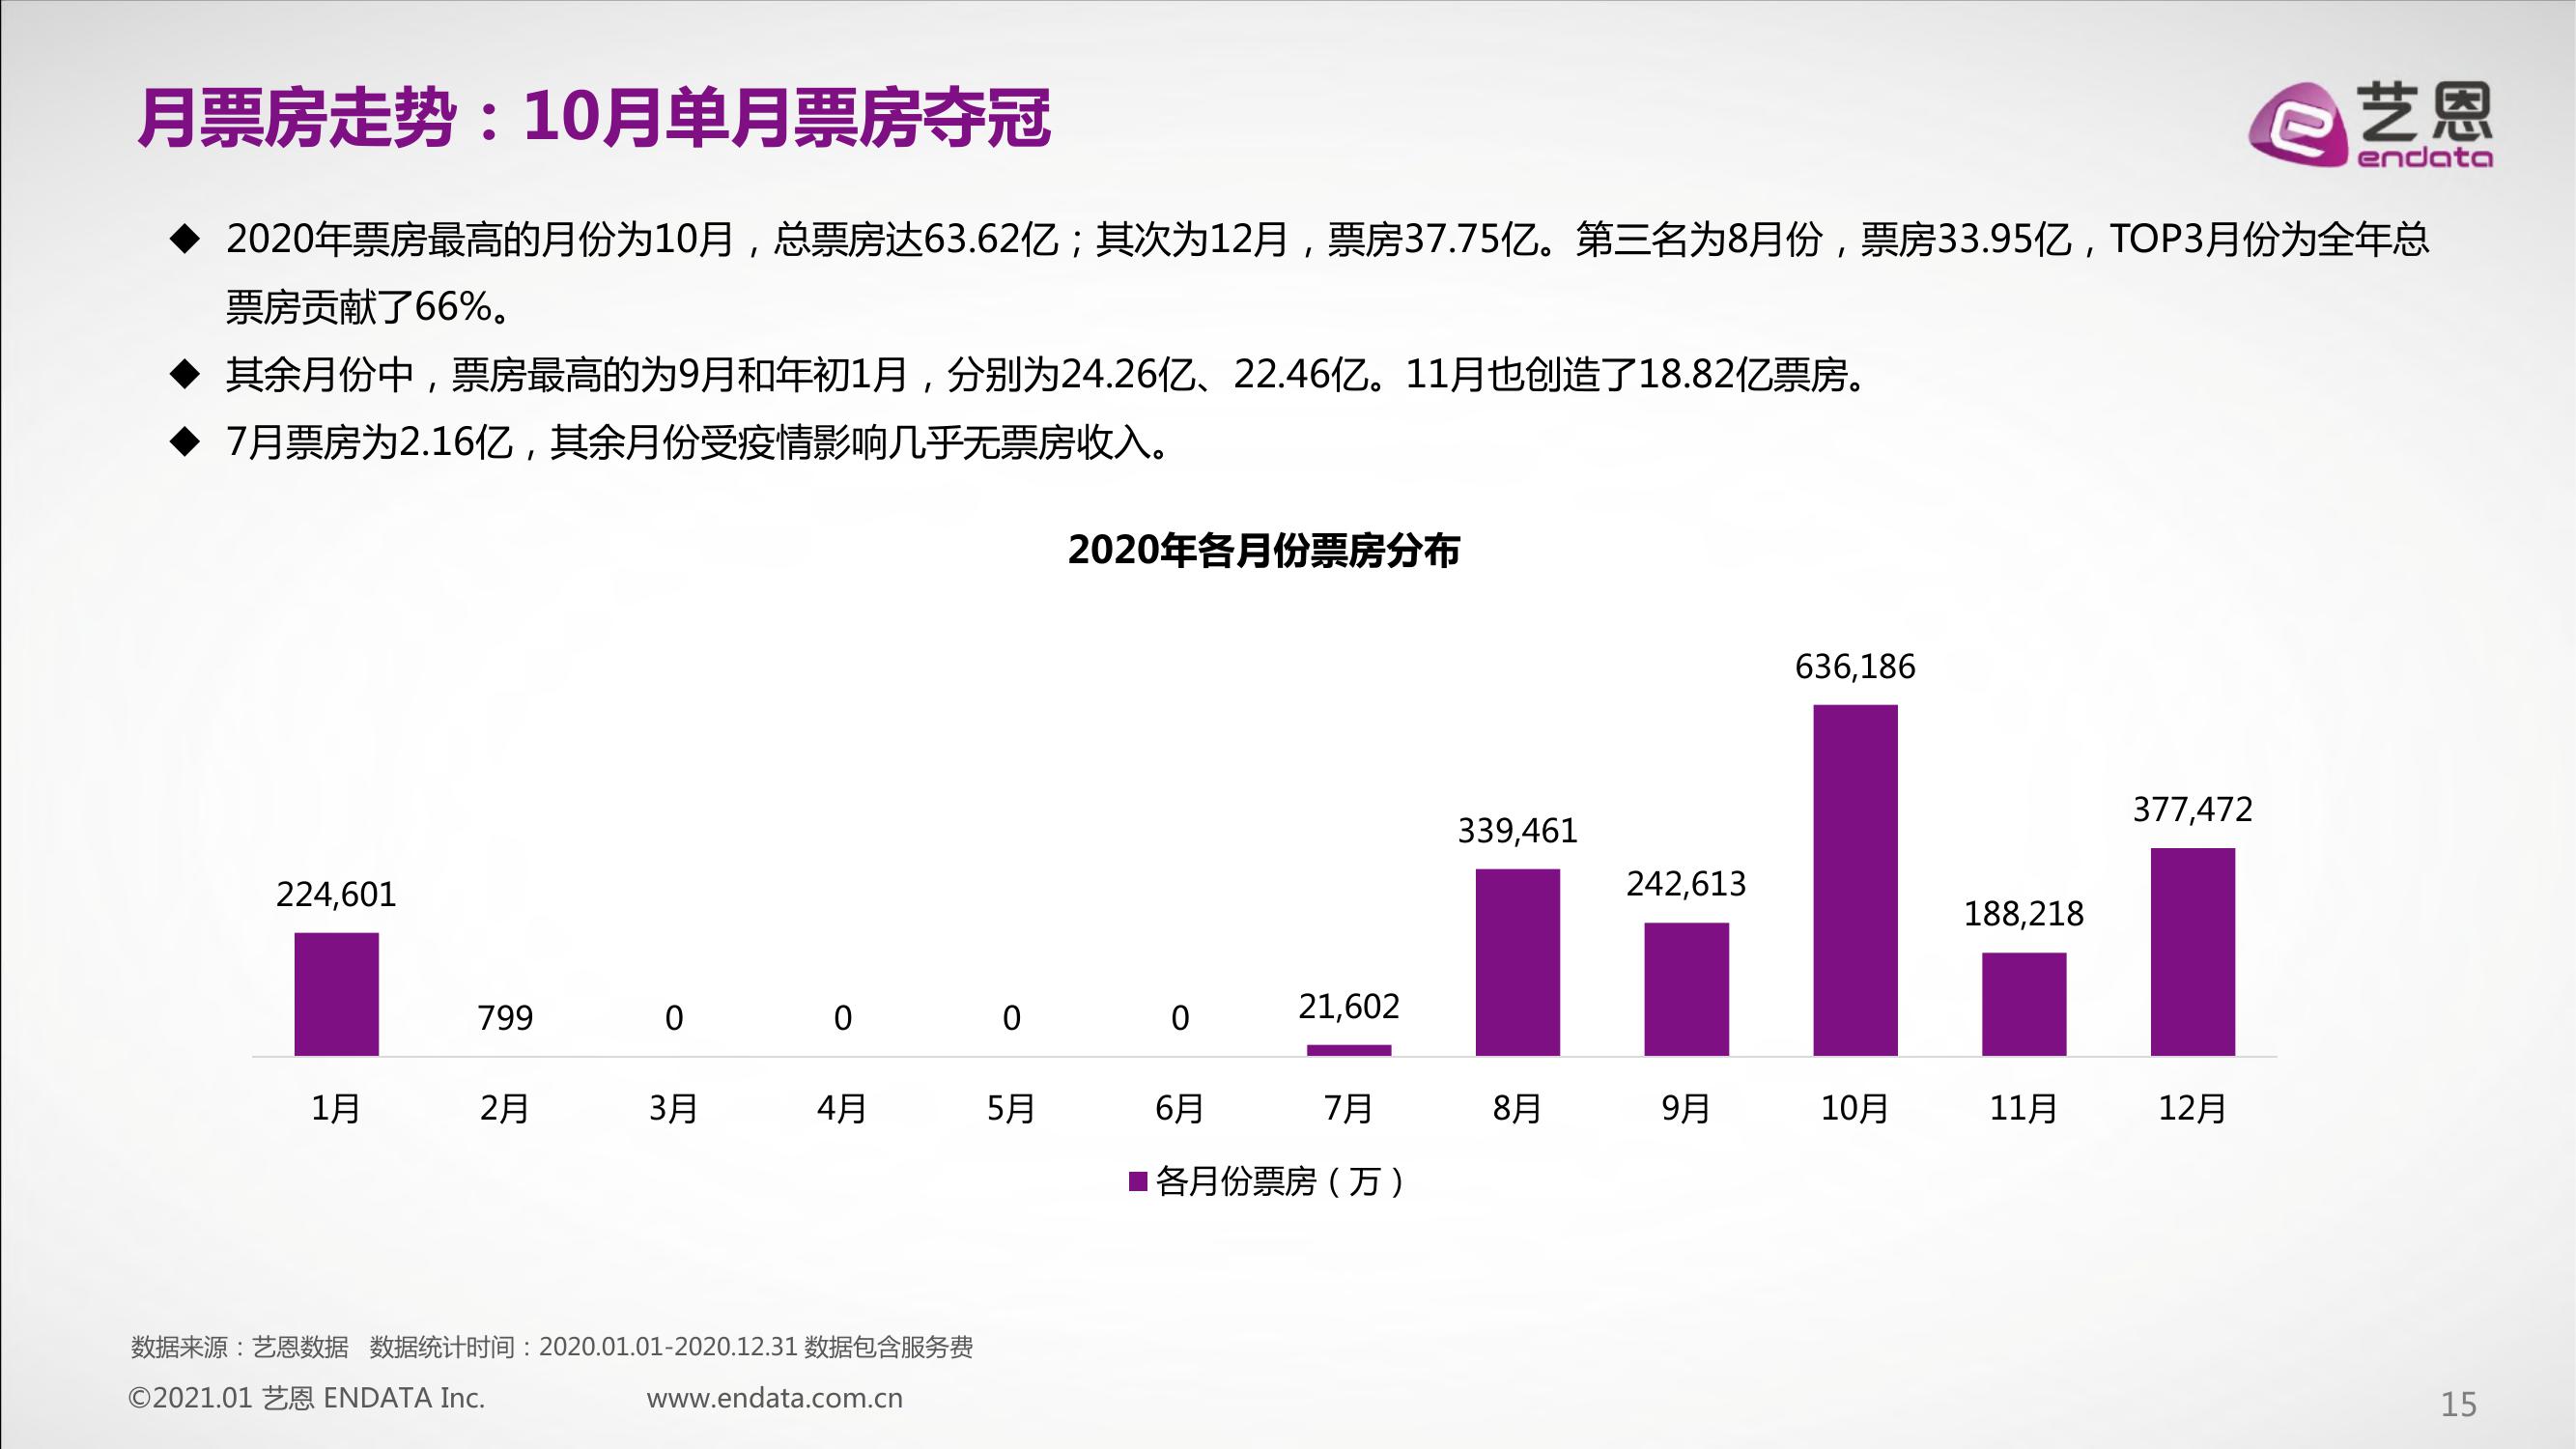 月票房走势：10月单月票房夺冠
艺恩
endata
◆ 2020年票房最高的月份为10月，总票房达63.62亿；其次为12月，票房37.75亿。第三名为8月份，票房33.95亿，TOP3月份为全年总
票房贡献了66%。
◆ 其余月份中，票房最高的为9月和年初1月，分别为24.26亿、22.46亿。11月也创造了18.82亿票房。
◆ 7月票房为2.16亿，其余月份受疫情影响几乎无票房收入。
2020年各月份票房分布
224,601 799 0 0 0 0 21,602 339,461 242,613 636,186 188,218 377,472
1月 2月 3月 4月 5月 6月 7月 8月 9月 10月 11月 12月
各月份票房（万）
数据来源：艺恩数据 数据统计时间：2020.01.01-2020.12.31 数据包含服务费
©2021.01 艺恩 ENDATA Inc. www.endata.com.cn
15